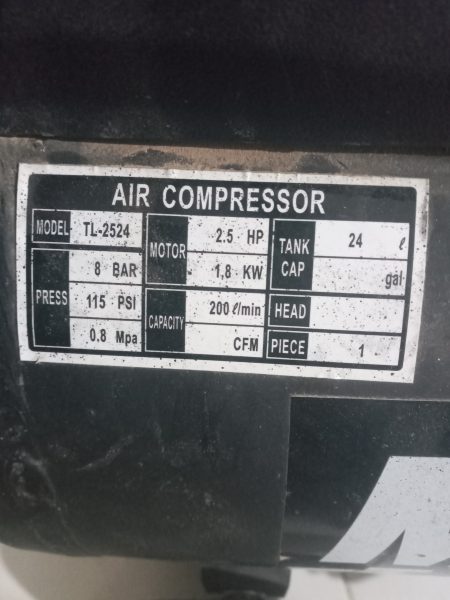 AIR COMPRESSOR
MODEL TL-2524
PRESS 8 BAR
115 PSI
0.8 Mpa
MOTOR 2.5 HP
1,8 KW
CAPACITY 200 ℓ/min
CFM
TANK CAP 24 ℓ
gal
HEAD
PIECE 1